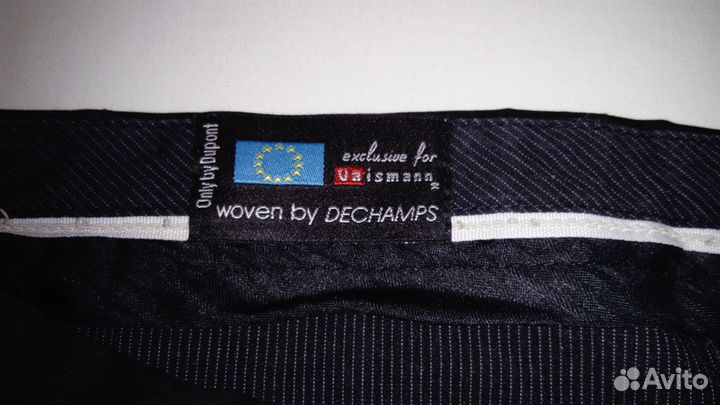 Only by Dupont
exclusive for
Vaismann
woven by DECHAMPS
Avito